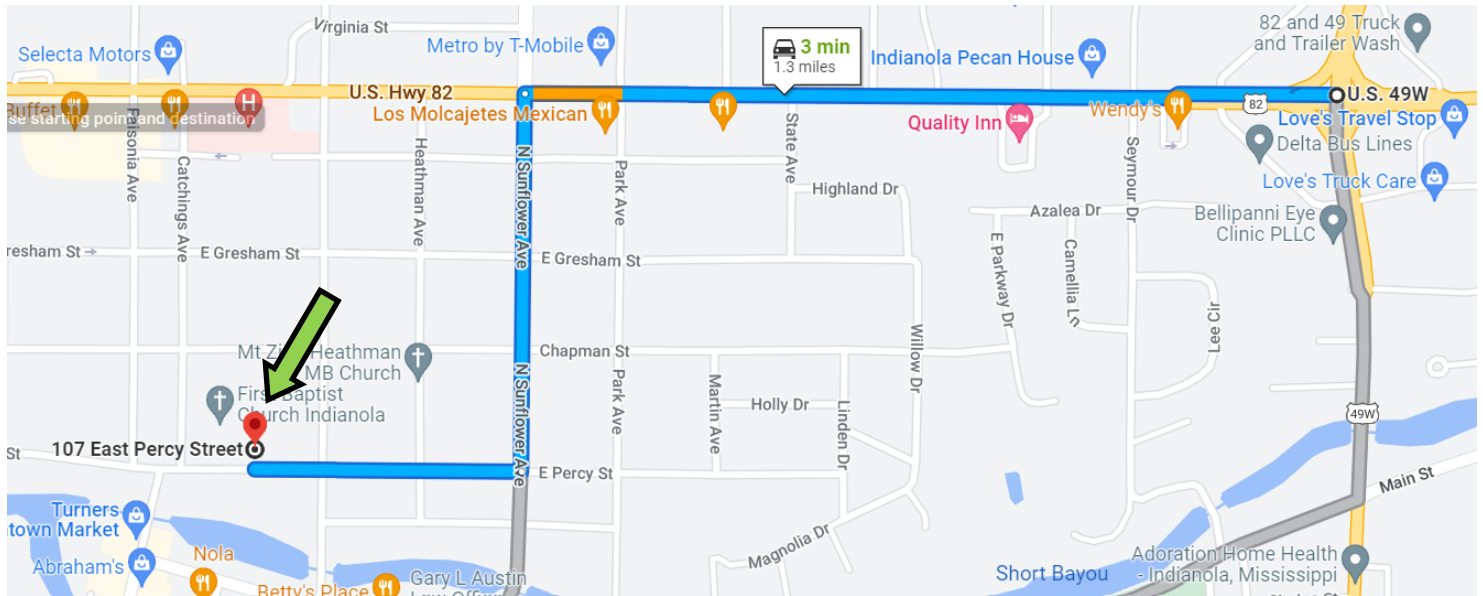 Virginia St
Selecta Motors
Metro by T-Mobile
3 min
1.3 miles
Indianola Pecan House
82 and 49 Truck
and Trailer Wash
U.S. Hwy 82
U.S. 49W
Buffet
H
se starting point and destination
Los Molcajetes Mexican
82
Wendy's
Love's Travel Stop
Quality Inn
Delta Bus Lines
Faisonia Ave
Catchings Ave
Heathman Ave
N Sunflower Ave
Park Ave
State Ave
Seymour Dr
Highland Dr
Love's Truck Care
Azalea Dr
Bellipanni Eye
Clinic PLLC
resham St
E Gresham St
E Gresham St
E Parkway Dr
Camellia Ln
Lee Cir
Willow Dr
Heathman
MB Church
Chapman St
N Sunflower Ave
Park Ave
Martin Ave
Holly Dr
Linden Dr
Baptist
Church Indianola
49W
St
107 East Percy Street
E Percy St
Main St
Turners
town Market
Magnolia Dr
Abraham's
Nola
Betty's Place
Gary L Austin
Short Bayou
Adoration Home Health
- Indianola, Mississippi